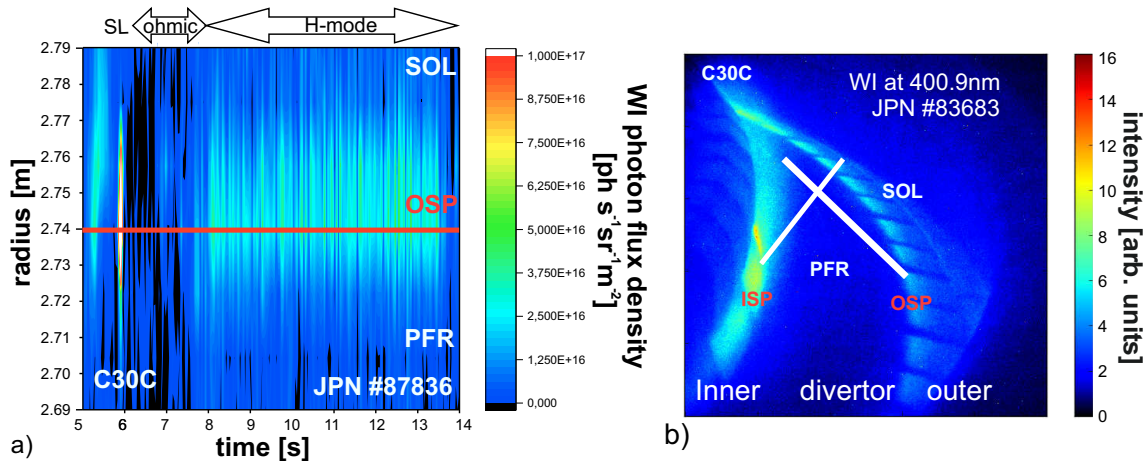 SL ohmic H-mode
2.79
2.78
2.77
2.76
2.75
2.74
2.73
2.72
2.71
2.70
2.69
radius [m]
SOL
OSP
PFR
C30C
JPN #87836
5 6 7 8 9 10 11 12 13 14
time [s]
a)
1,000E+17
8,750E+16
7,500E+16
6,250E+16
5,000E+16
3,750E+16
2,500E+16
1,250E+16
0,000
WI photon flux density
[ph s⁻¹sr⁻¹m⁻²]
C30C
WI at 400.9nm
JPN #83683
SOL
PFR
ISP
OSP
Inner divertor outer
b)
16
14
12
10
8
6
4
2
0
intensity [arb. units]